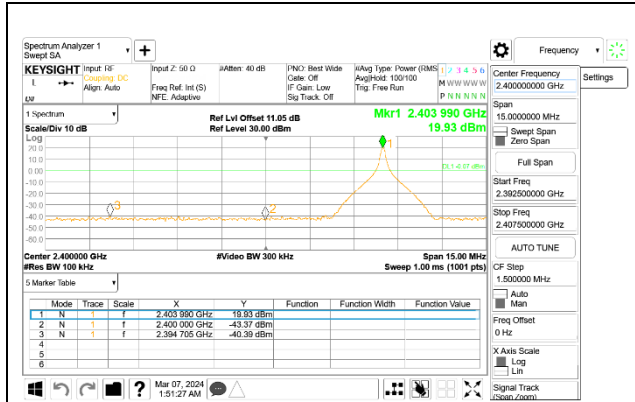 Spectrum Analyzer 1
Swept SA
+
Frequency
KEYSIGHT
L
Input: RF
Coupling: DC
Align: Auto
Input Z: 50 Ω
Freq Ref: Int (S)
NFE: Adaptive
#Atten: 40 dB
PNO: Best Wide
Gate: Off
IF Gain: Low
Sig Track: Off
#Avg Type: Power (RMS
Avg|Hold: 100/100
Trig: Free Run
1 2 3 4 5 6
M W W W W W
P N N N N N
1 Spectrum
Scale/Div 10 dB
Log
Ref Lvl Offset 11.05 dB
Ref Level 30.00 dBm
Mkr1 2.403 990 GHz
19.93 dBm
20.0
10.0
0.00
-10.0
-20.0
-30.0
-40.0
-50.0
-60.0
1
2
3
DL1 -0.07 dBm
Center 2.400000 GHz
#Res BW 100 kHz
#Video BW 300 kHz
Span 15.00 MHz
Sweep 1.00 ms (1001 pts)
5 Marker Table
Mode Trace Scale X Y Function Function Width Function Value
1 N 1 f 2.403 990 GHz 19.93 dBm
2 N 1 f 2.400 000 GHz -43.37 dBm
3 N 1 f 2.394 705 GHz -40.39 dBm
4
5
6
?
Mar 07, 2024
1:51:27 AM
Center Frequency
2.400000000 GHz
Settings
Span
15.0000000 MHz
Swept Span
Zero Span
Full Span
Start Freq
2.392500000 GHz
Stop Freq
2.407500000 GHz
AUTO TUNE
CF Step
1.500000 MHz
Auto
Man
Freq Offset
0 Hz
X Axis Scale
Log
Lin
Signal Track
(Span Zoom)